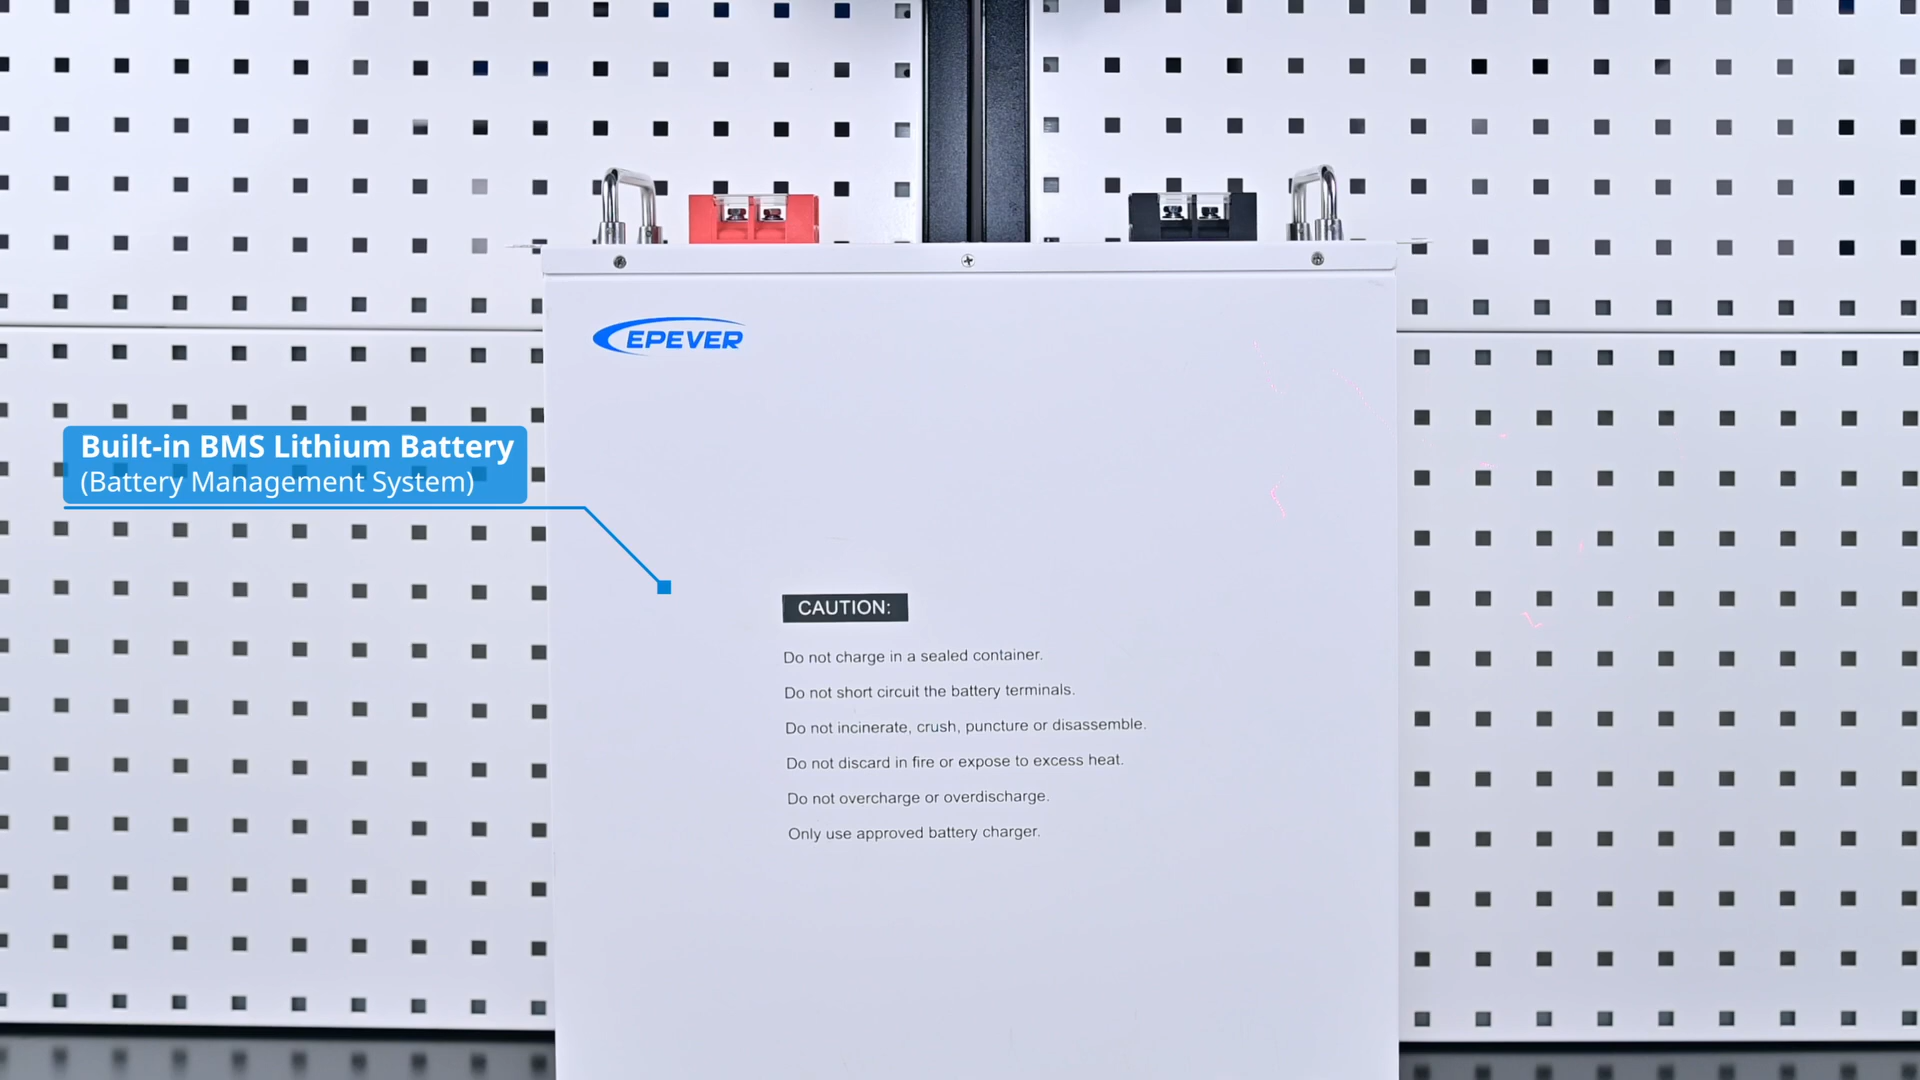 EPEVER
Built-in BMS Lithium Battery
(Battery Management System)
CAUTION:
Do not charge in a sealed container.
Do not short circuit the battery terminals.
Do not incinerate, crush, puncture or disassemble.
Do not discard in fire or expose to excess heat.
Do not overcharge or overdischarge.
Only use approved battery charger.